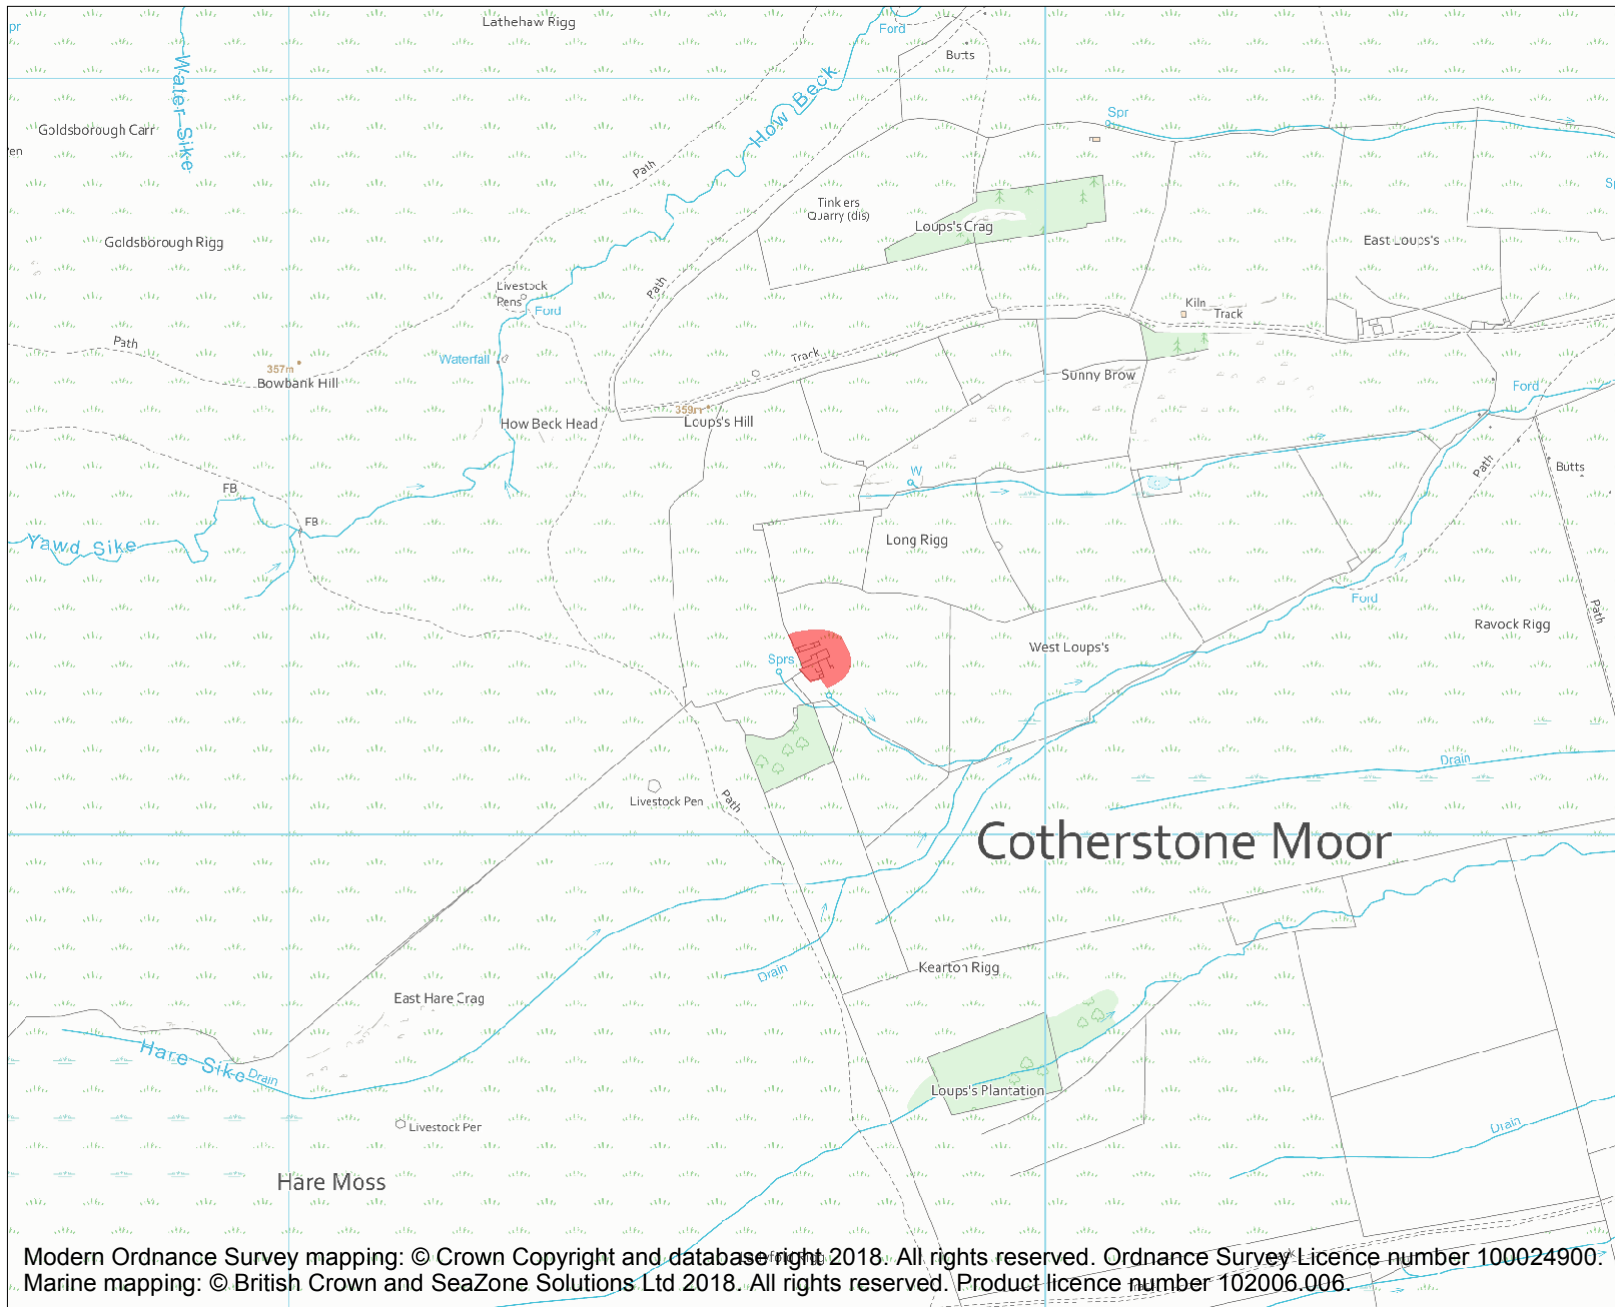 Lathehaw Rigg
Ford
Butts
Spr
Water Sike
How Beck
Goldsborough Carr
Spr
Path
Tinkers
Quarry (dis)
Loups's Crag
East Loups's
Goldsborough Rigg
Livestock
Pens
Ford
Path
Kiln
Track
Path
Waterfall
Track
357m
Bowbank Hill
Sunny Brow
Ford
359m
Loups's Hill
How Beck Head
FB
W
Path
Butts
FB
Yawd Sike
Long Rigg
Ford
Path
Ravock Rigg
Sprs
West Loups's
Drain
Livestock Pen
Path
Cotherstone Moor
Kearton Rigg
Drain
East Hare Crag
Hare Sike
Drain
Loups's Plantation
Livestock Pen
Drain
Hare Moss
Modern Ordnance Survey mapping: © Crown Copyright and database right 2018. All rights reserved. Ordnance Survey Licence number 100024900.
Marine mapping: © British Crown and SeaZone Solutions Ltd 2018. All rights reserved. Product licence number 102006.006.